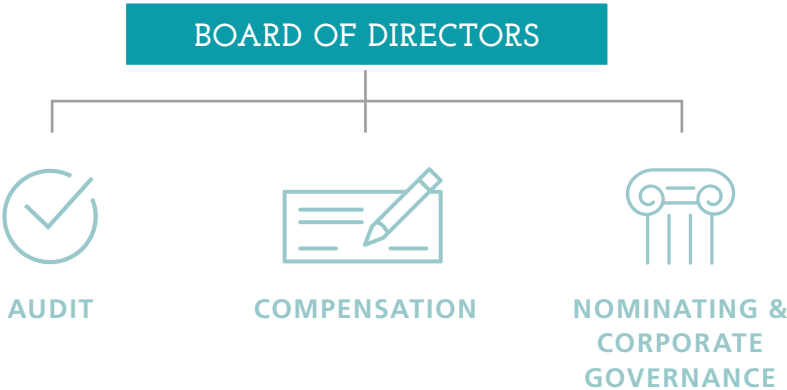 BOARD OF DIRECTORS
AUDIT
COMPENSATION
NOMINATING &
CORPORATE
GOVERNANCE